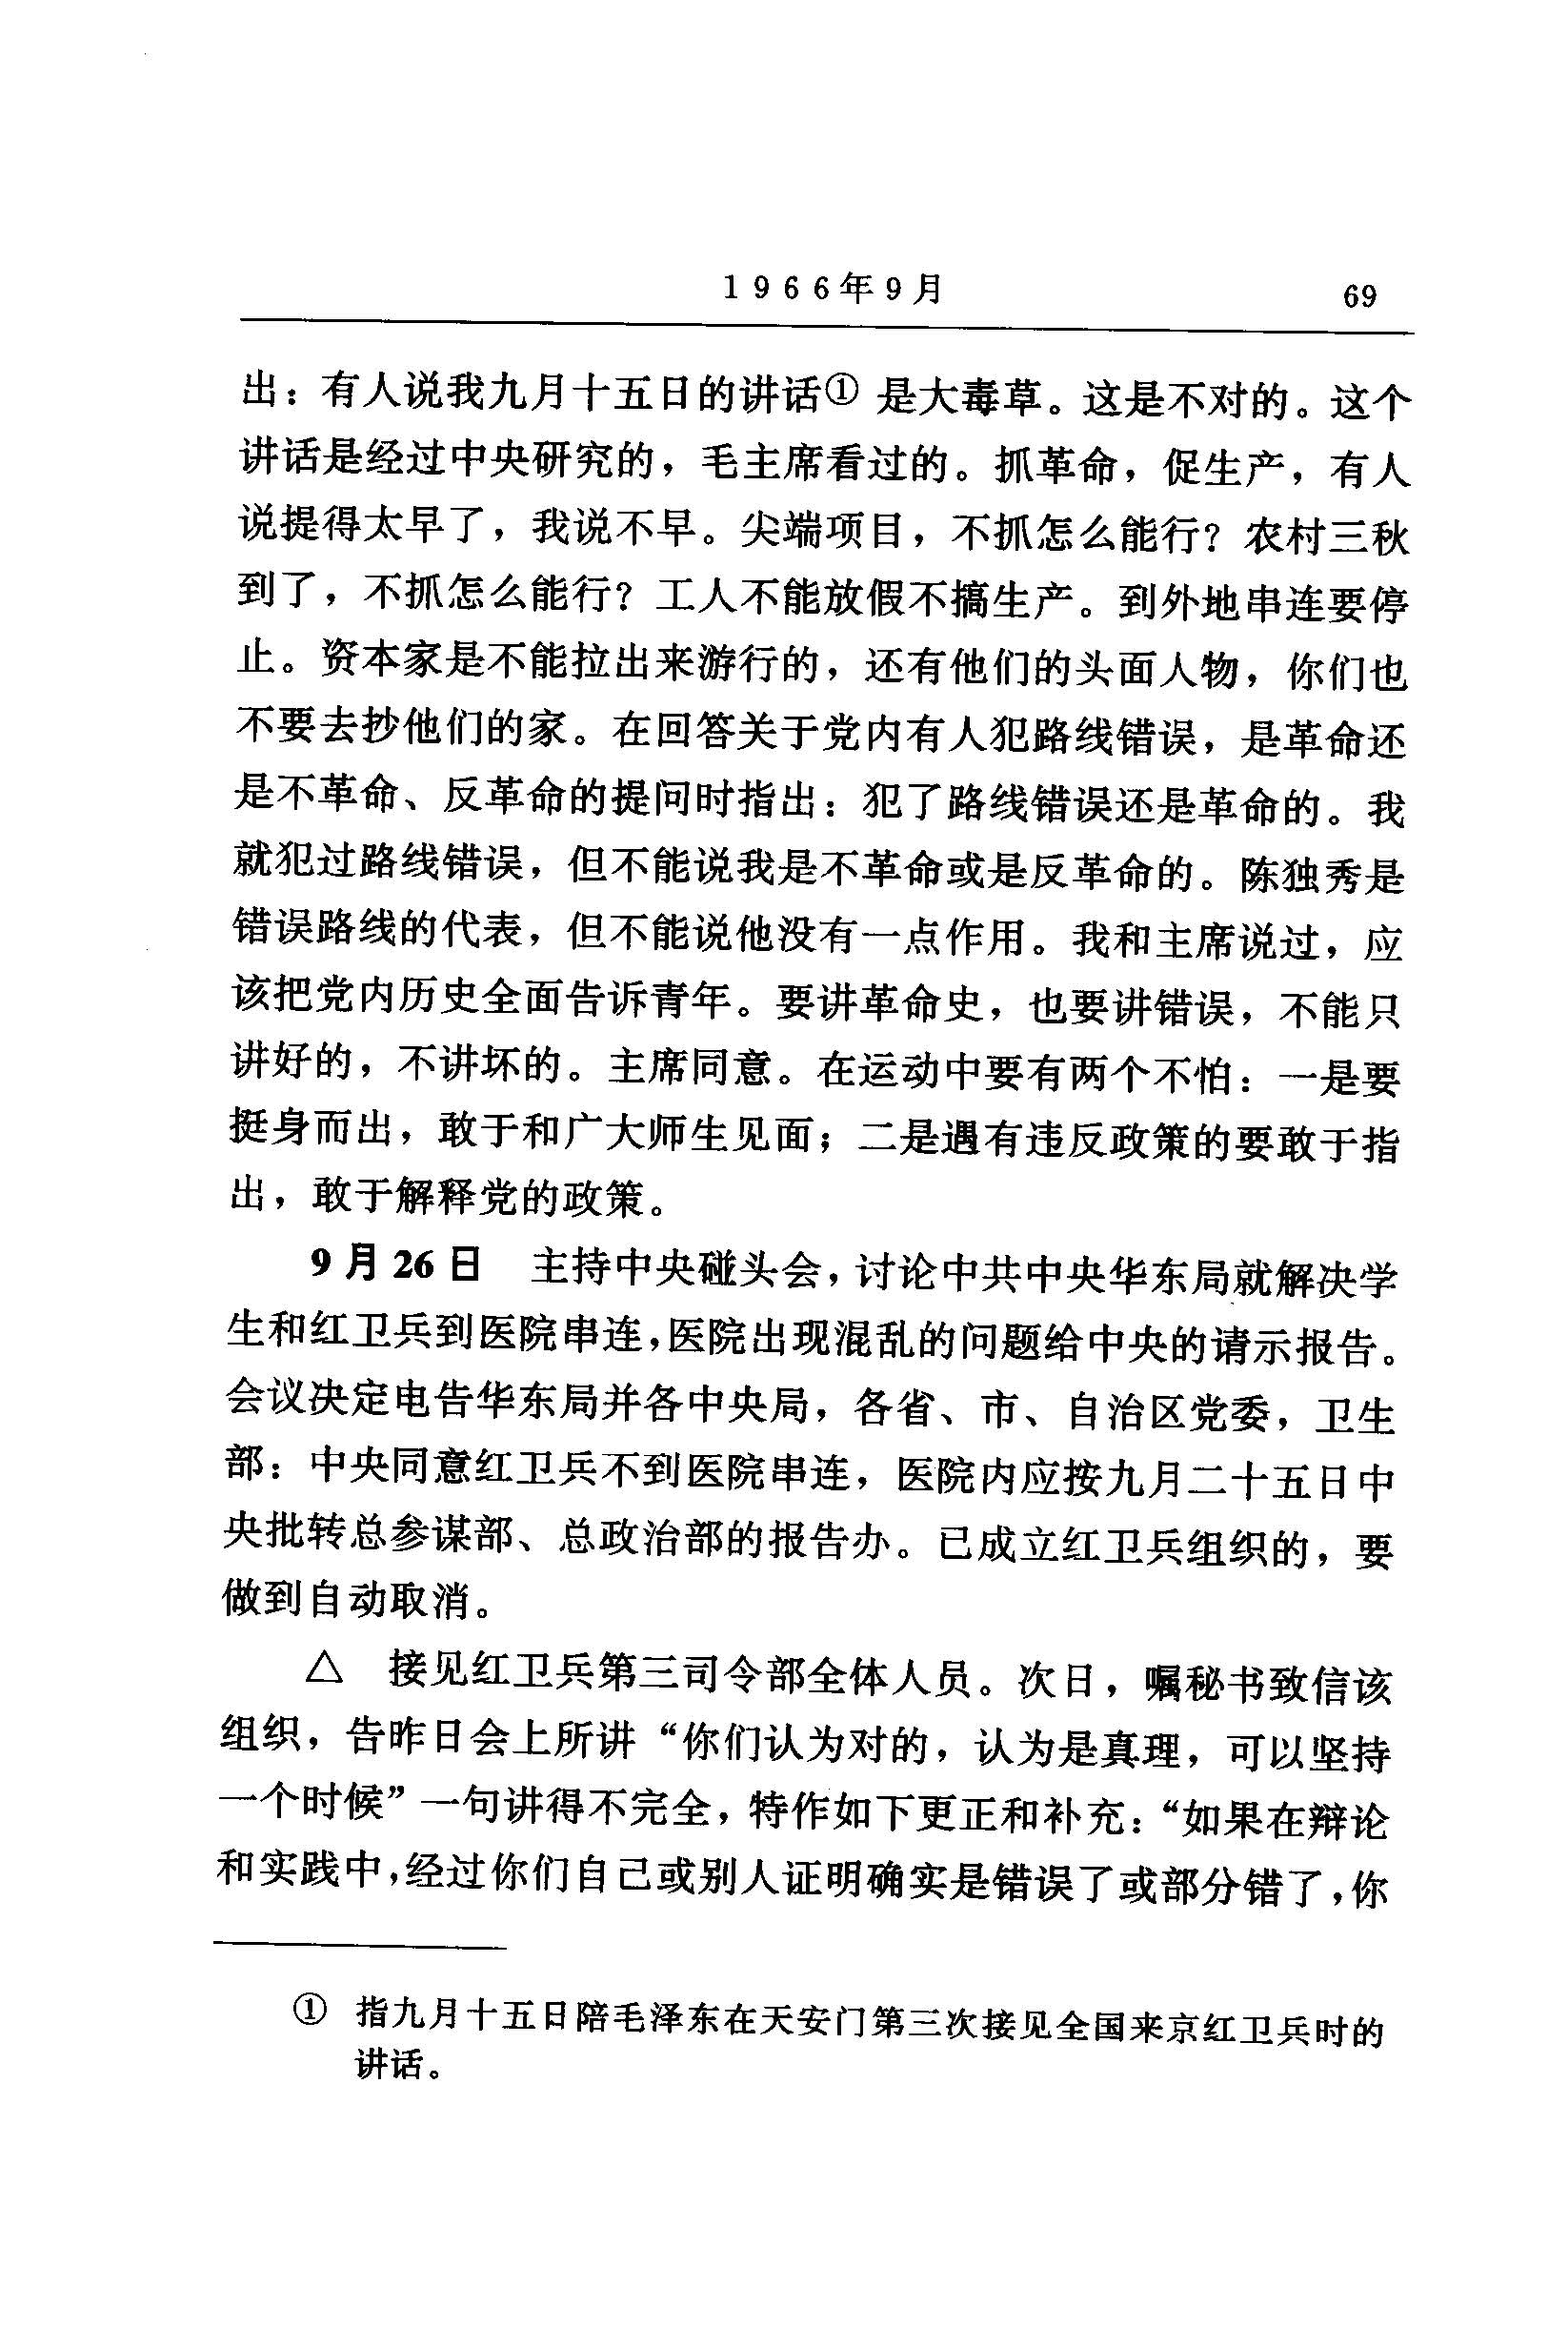 1966年9月
69
出：有人说我九月十五日的讲话① 是大毒草。这是不对的。这个
讲话是经过中央研究的，毛主席看过的。抓革命，促生产，有人
说提得太早了，我说不早。尖端项目，不抓怎么能行？农村三秋
到了，不抓怎么能行？工人不能放假不搞生产。到外地串连要停
止。资本家是不能拉出来游行的，还有他们的头面人物，你们也
不要去抄他们的家。在回答关于党内有人犯路线错误，是革命还
是不革命、反革命的提问时指出：犯了路线错误还是革命的。我
就犯过路线错误，但不能说我是不革命或是反革命的。陈独秀是
错误路线的代表，但不能说他没有一点作用。我和主席说过，应
该把党内历史全面告诉青年。要讲革命史，也要讲错误，不能只
讲好的，不讲坏的。主席同意。在运动中要有两个不怕：一是要
挺身而出，敢于和广大师生见面；二是遇有违反政策的要敢于指
出，敢于解释党的政策。
9月26日 主持中央碰头会，讨论中共中央华东局就解决学
生和红卫兵到医院串连，医院出现混乱的问题给中央的请示报告。
会议决定电告华东局并各中央局，各省、市、自治区党委，卫生
部：中央同意红卫兵不到医院串连，医院内应按九月二十五日中
央批转总参谋部、总政治部的报告办。已成立红卫兵组织的，要
做到自动取消。
△ 接见红卫兵第三司令部全体人员。次日，嘱秘书致信该
组织，告昨日会上所讲“你们认为对的，认为是真理，可以坚持
一个时候”一句讲得不完全，特作如下更正和补充：“如果在辩论
和实践中，经过你们自己或别人证明确实是错误了或部分错了，你
① 指九月十五日陪毛泽东在天安门第三次接见全国来京红卫兵时的
讲话。